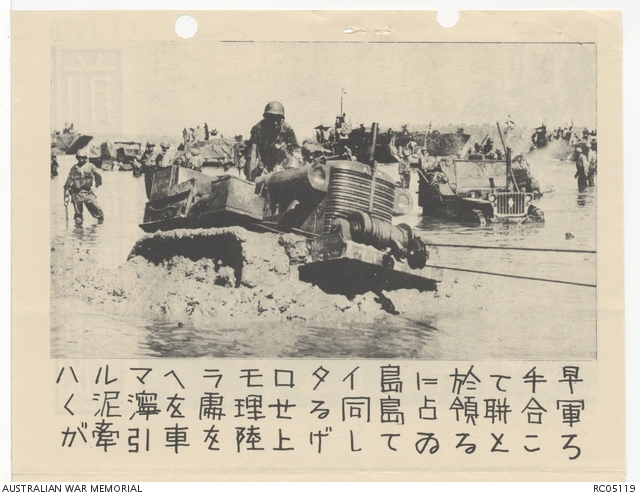 ハルマヘラモロタイ島に於て手早
く泥濘を處理せる同島占領聯合軍
が牽引車を陸上げしてゐるところ
AUSTRALIAN WAR MEMORIAL
RC05119